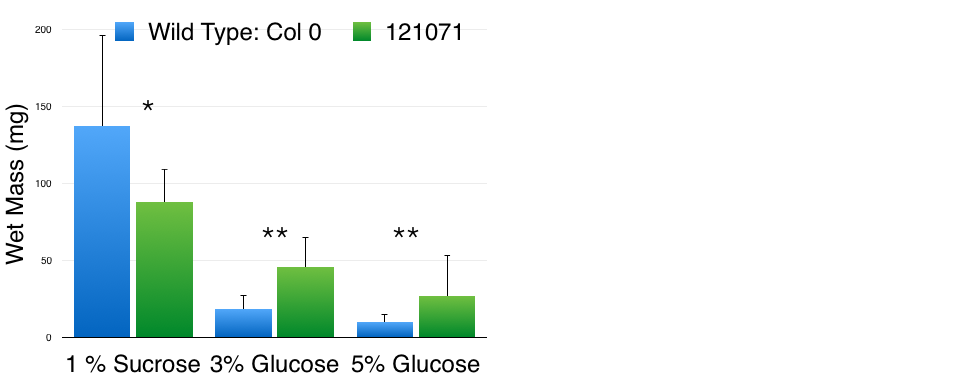 Wild Type: Col 0 121071
200
150
100
50
0
Wet Mass (mg)
*
**
**
1 % Sucrose 3% Glucose 5% Glucose